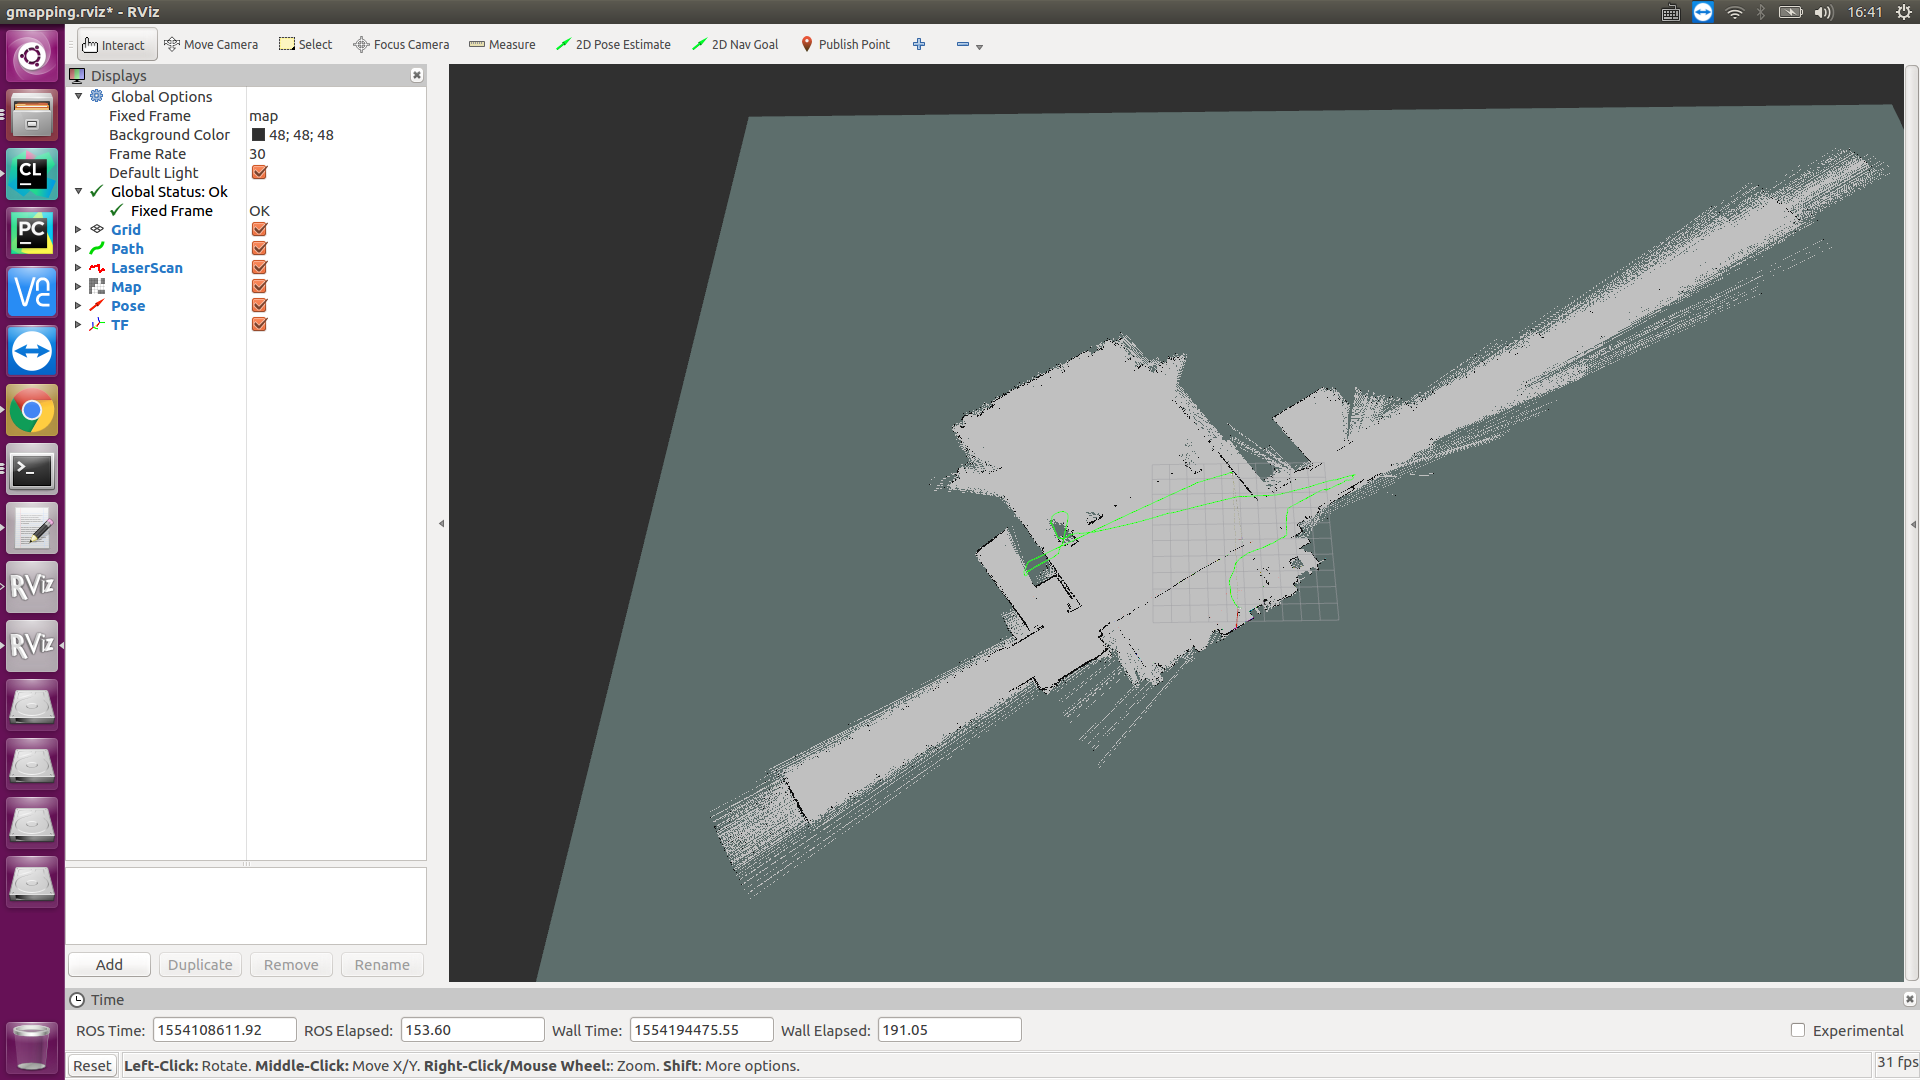 gmapping.rviz* - RViz
16:41
Interact Move Camera Select Focus Camera Measure 2D Pose Estimate 2D Nav Goal Publish Point
Displays
Global Options
Fixed Frame map
Background Color 48; 48; 48
Frame Rate 30
Default Light
Global Status: Ok
Fixed Frame OK
Grid
Path
LaserScan
Map
Pose
TF
CL
PC
Vnc
>_
RViz
RViz
Add Duplicate Remove Rename
Time
ROS Time: 1554108611.92 ROS Elapsed: 153.60 Wall Time: 1554194475.55 Wall Elapsed: 191.05 Experimental
Reset Left-Click: Rotate. Middle-Click: Move X/Y. Right-Click/Mouse Wheel:: Zoom. Shift: More options. 31 fps